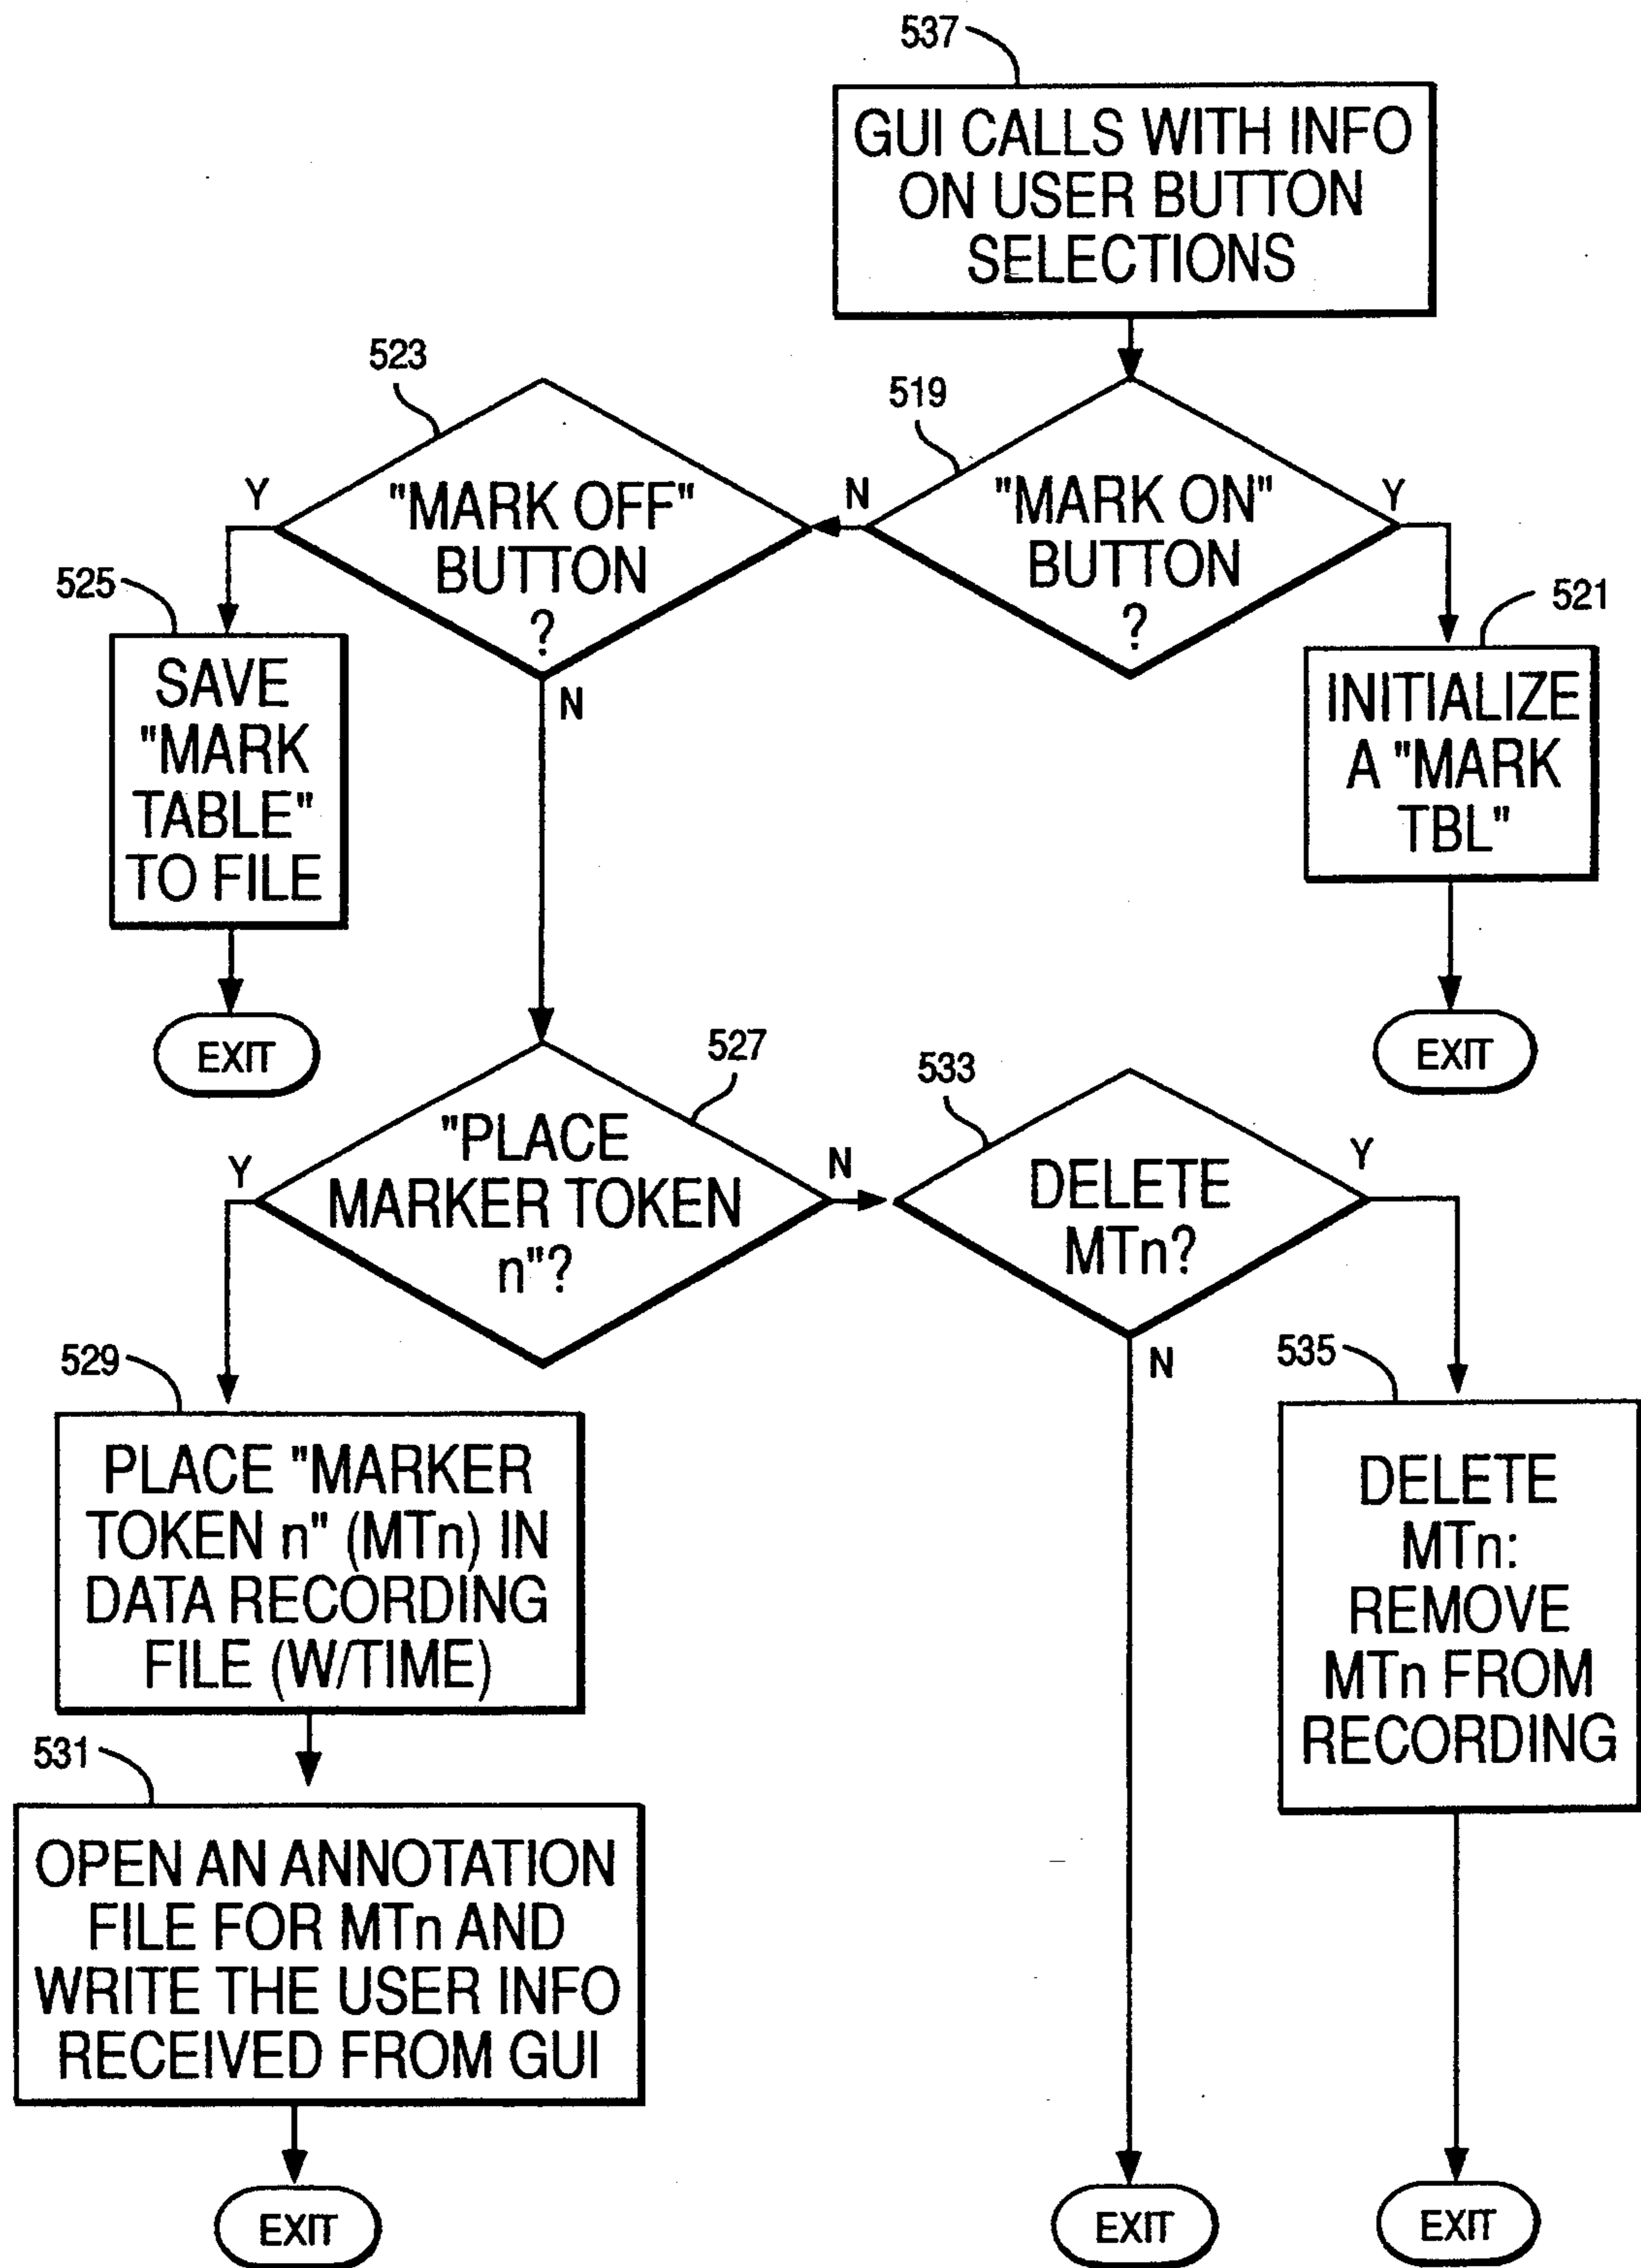 537
GUI CALLS WITH INFO
ON USER BUTTON
SELECTIONS
523
"MARK OFF"
BUTTON
?
Y
N
519
"MARK ON"
BUTTON
?
N
Y
525
SAVE
"MARK
TABLE"
TO FILE
EXIT
521
INITIALIZE
A "MARK
TBL"
EXIT
527
"PLACE
MARKER TOKEN
n"?
Y
N
533
DELETE
MTn?
Y
N
529
PLACE "MARKER
TOKEN n" (MTn) IN
DATA RECORDING
FILE (W/TIME)
535
DELETE
MTn:
REMOVE
MTn FROM
RECORDING
531
OPEN AN ANNOTATION
FILE FOR MTn AND
WRITE THE USER INFO
RECEIVED FROM GUI
EXIT
EXIT
EXIT